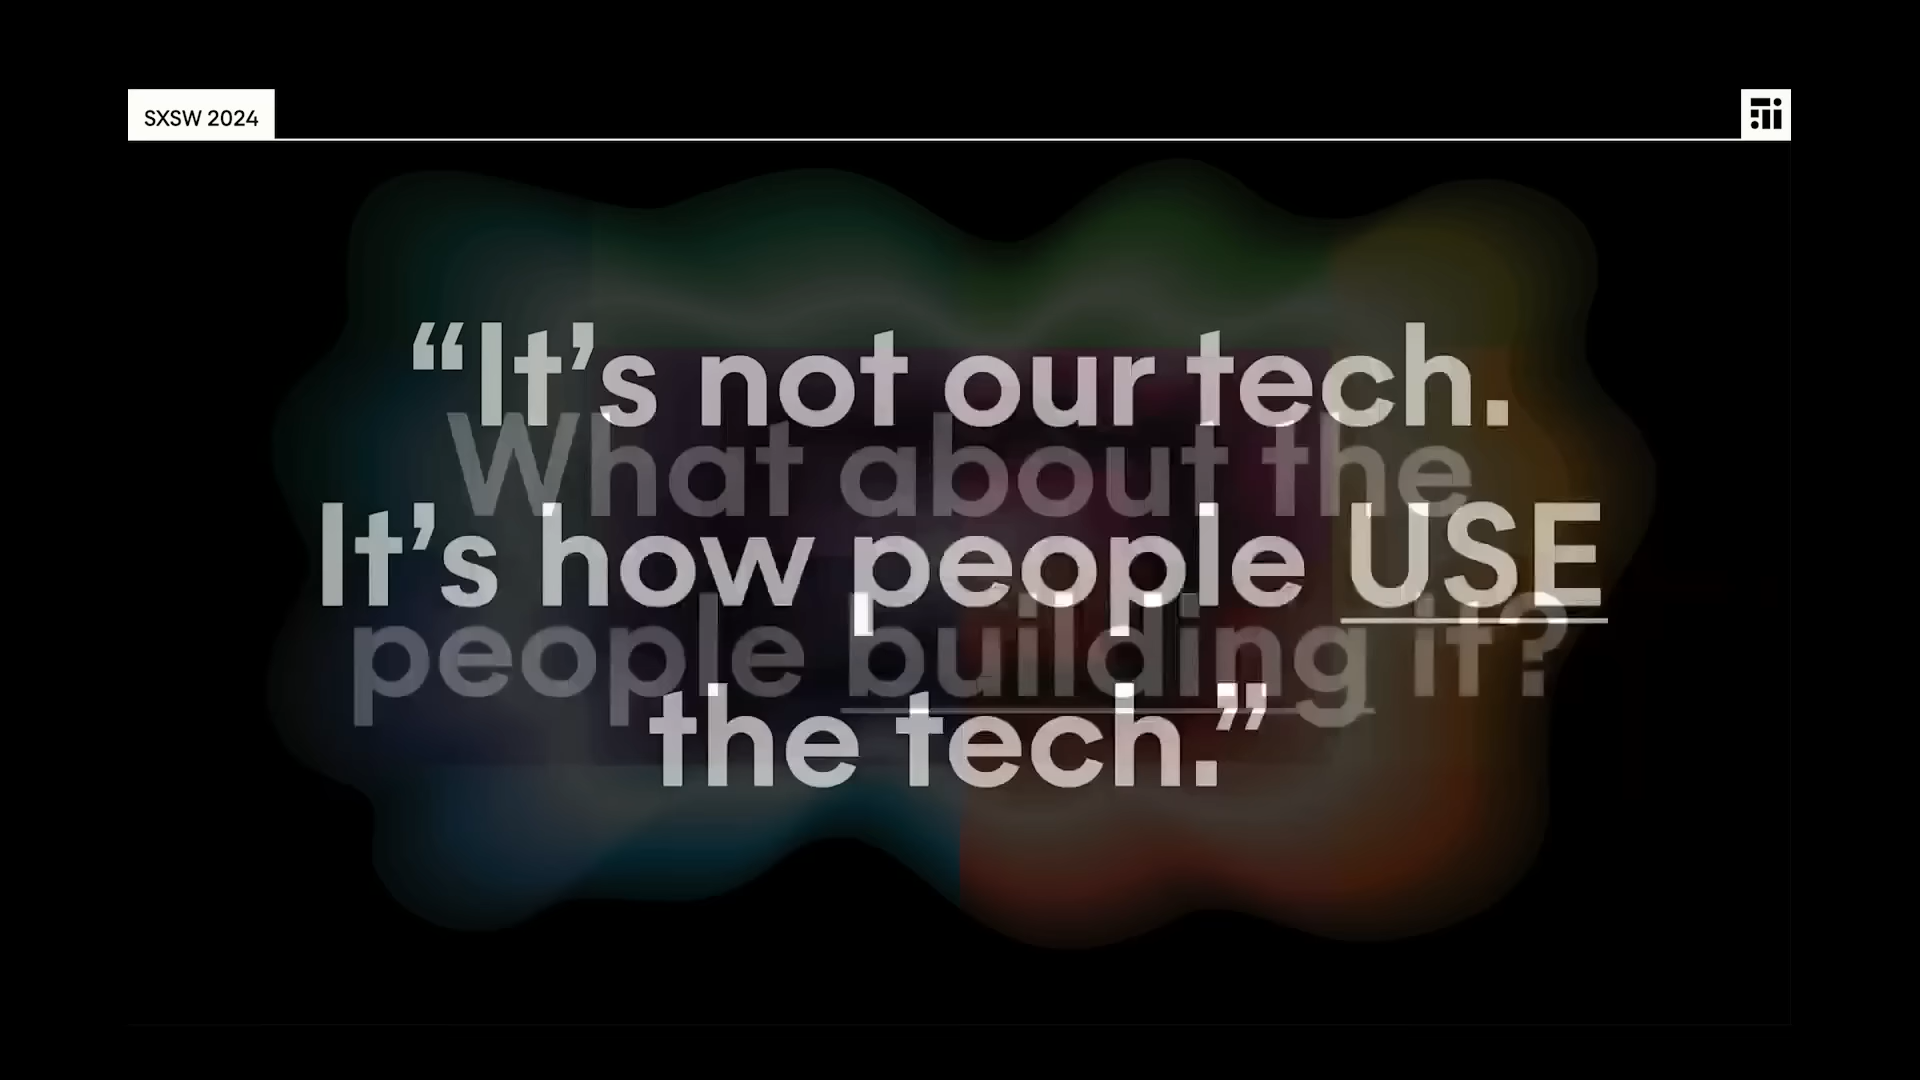 SXSW 2024
“It’s not our tech.
It’s how people USE
the tech.”
What about the
people building it?